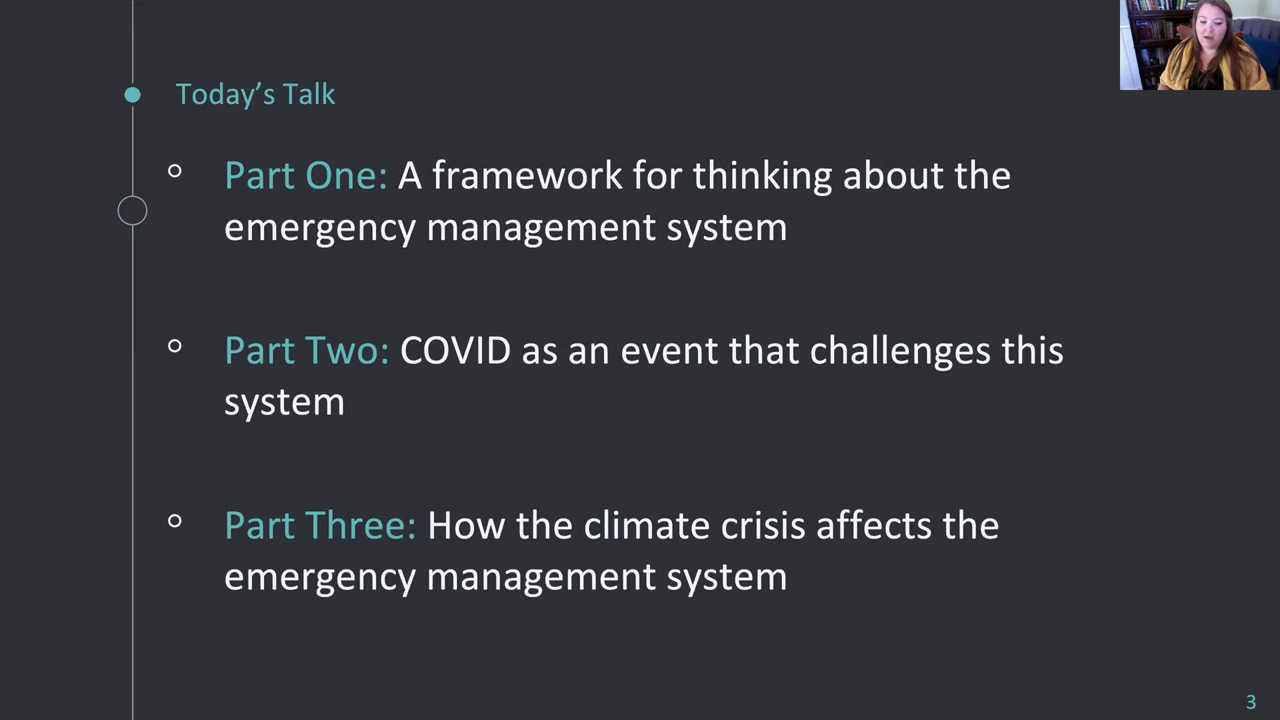 Today’s Talk
Part One: A framework for thinking about the
emergency management system
Part Two: COVID as an event that challenges this
system
Part Three: How the climate crisis affects the
emergency management system
3